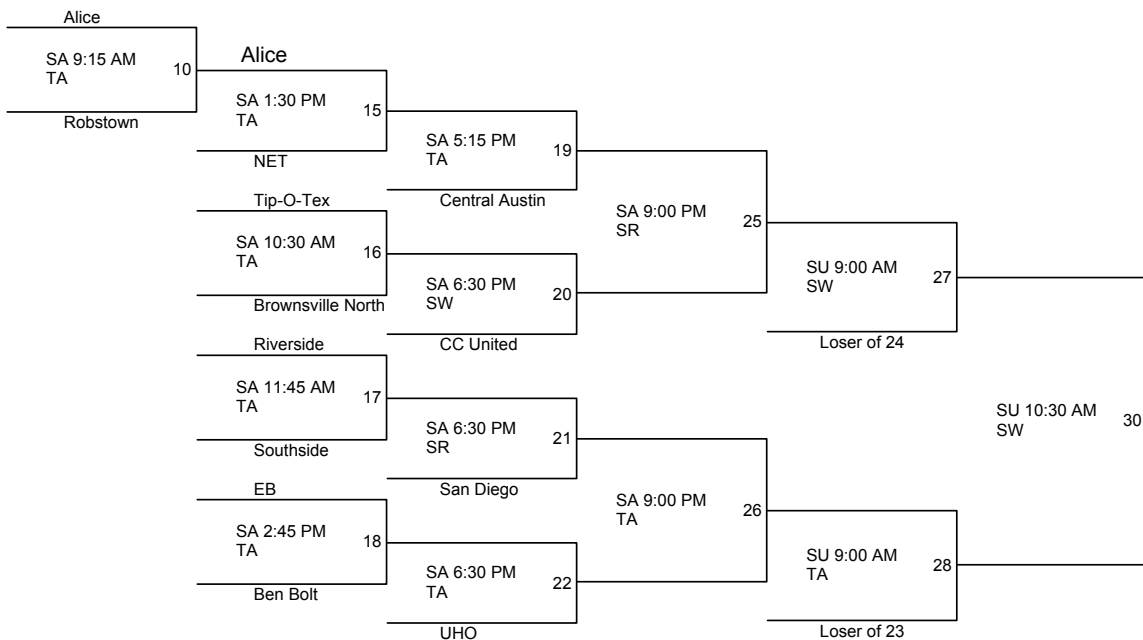 Alice
SA 9:15 AM
TA
10
Robstown
Alice
SA 1:30 PM
TA
15
NET
Tip-O-Tex
SA 10:30 AM
TA
16
Brownsville North
Riverside
SA 11:45 AM
TA
17
Southside
EB
SA 2:45 PM
TA
18
Ben Bolt
SA 5:15 PM
TA
19
Central Austin
SA 6:30 PM
SW
20
CC United
SA 6:30 PM
SR
21
San Diego
SA 6:30 PM
TA
22
UHO
SA 9:00 PM
SR
25
SA 9:00 PM
TA
26
SU 9:00 AM
SW
27
Loser of 24
SU 9:00 AM
TA
28
Loser of 23
SU 10:30 AM
SW
30